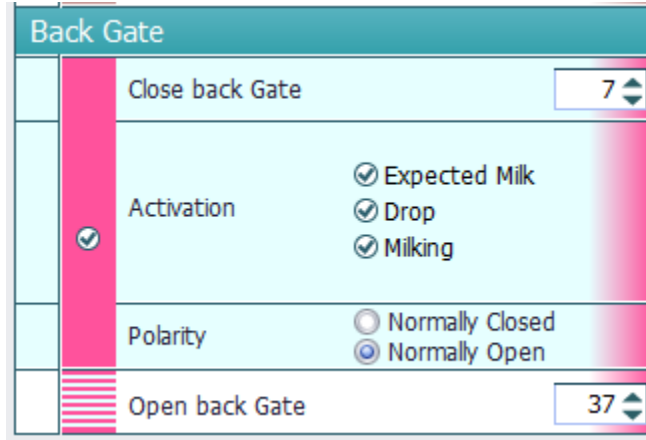 Back Gate
Close back Gate 7
Expected Milk
Activation Drop
Milking
Normally Closed
Polarity
Normally Open
Open back Gate 37